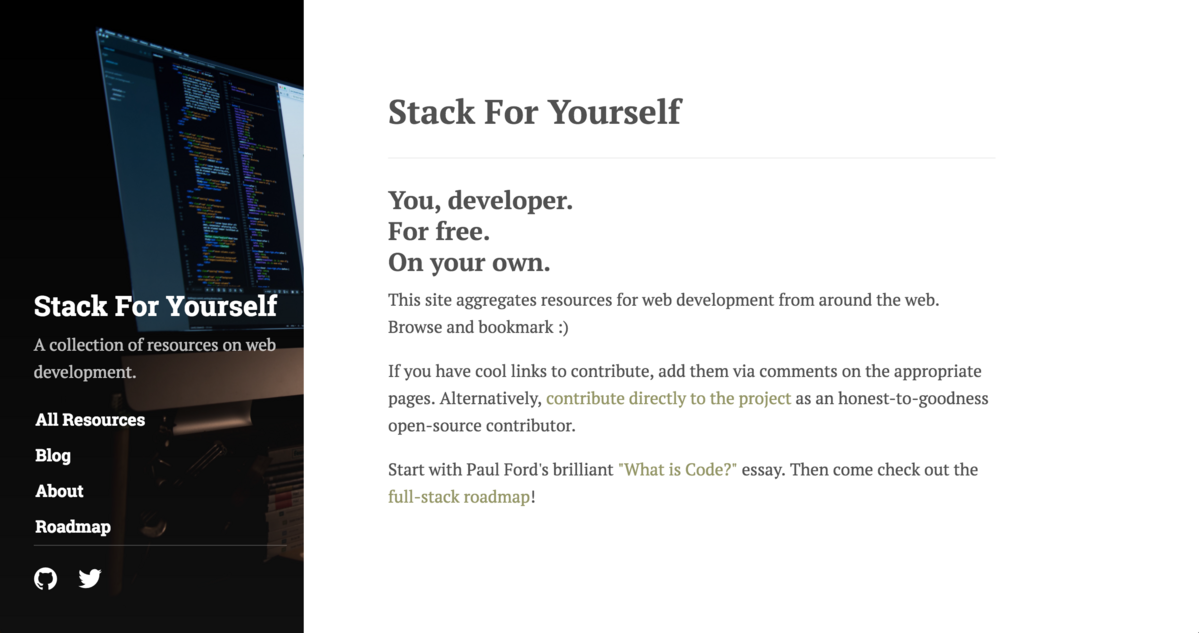 Stack For Yourself
A collection of resources on web
development.
All Resources
Blog
About
Roadmap
Stack For Yourself
You, developer.
For free.
On your own.
This site aggregates resources for web development from around the web.
Browse and bookmark :)
If you have cool links to contribute, add them via comments on the appropriate
pages. Alternatively, contribute directly to the project as an honest-to-goodness
open-source contributor.
Start with Paul Ford's brilliant "What is Code?" essay. Then come check out the
full-stack roadmap!